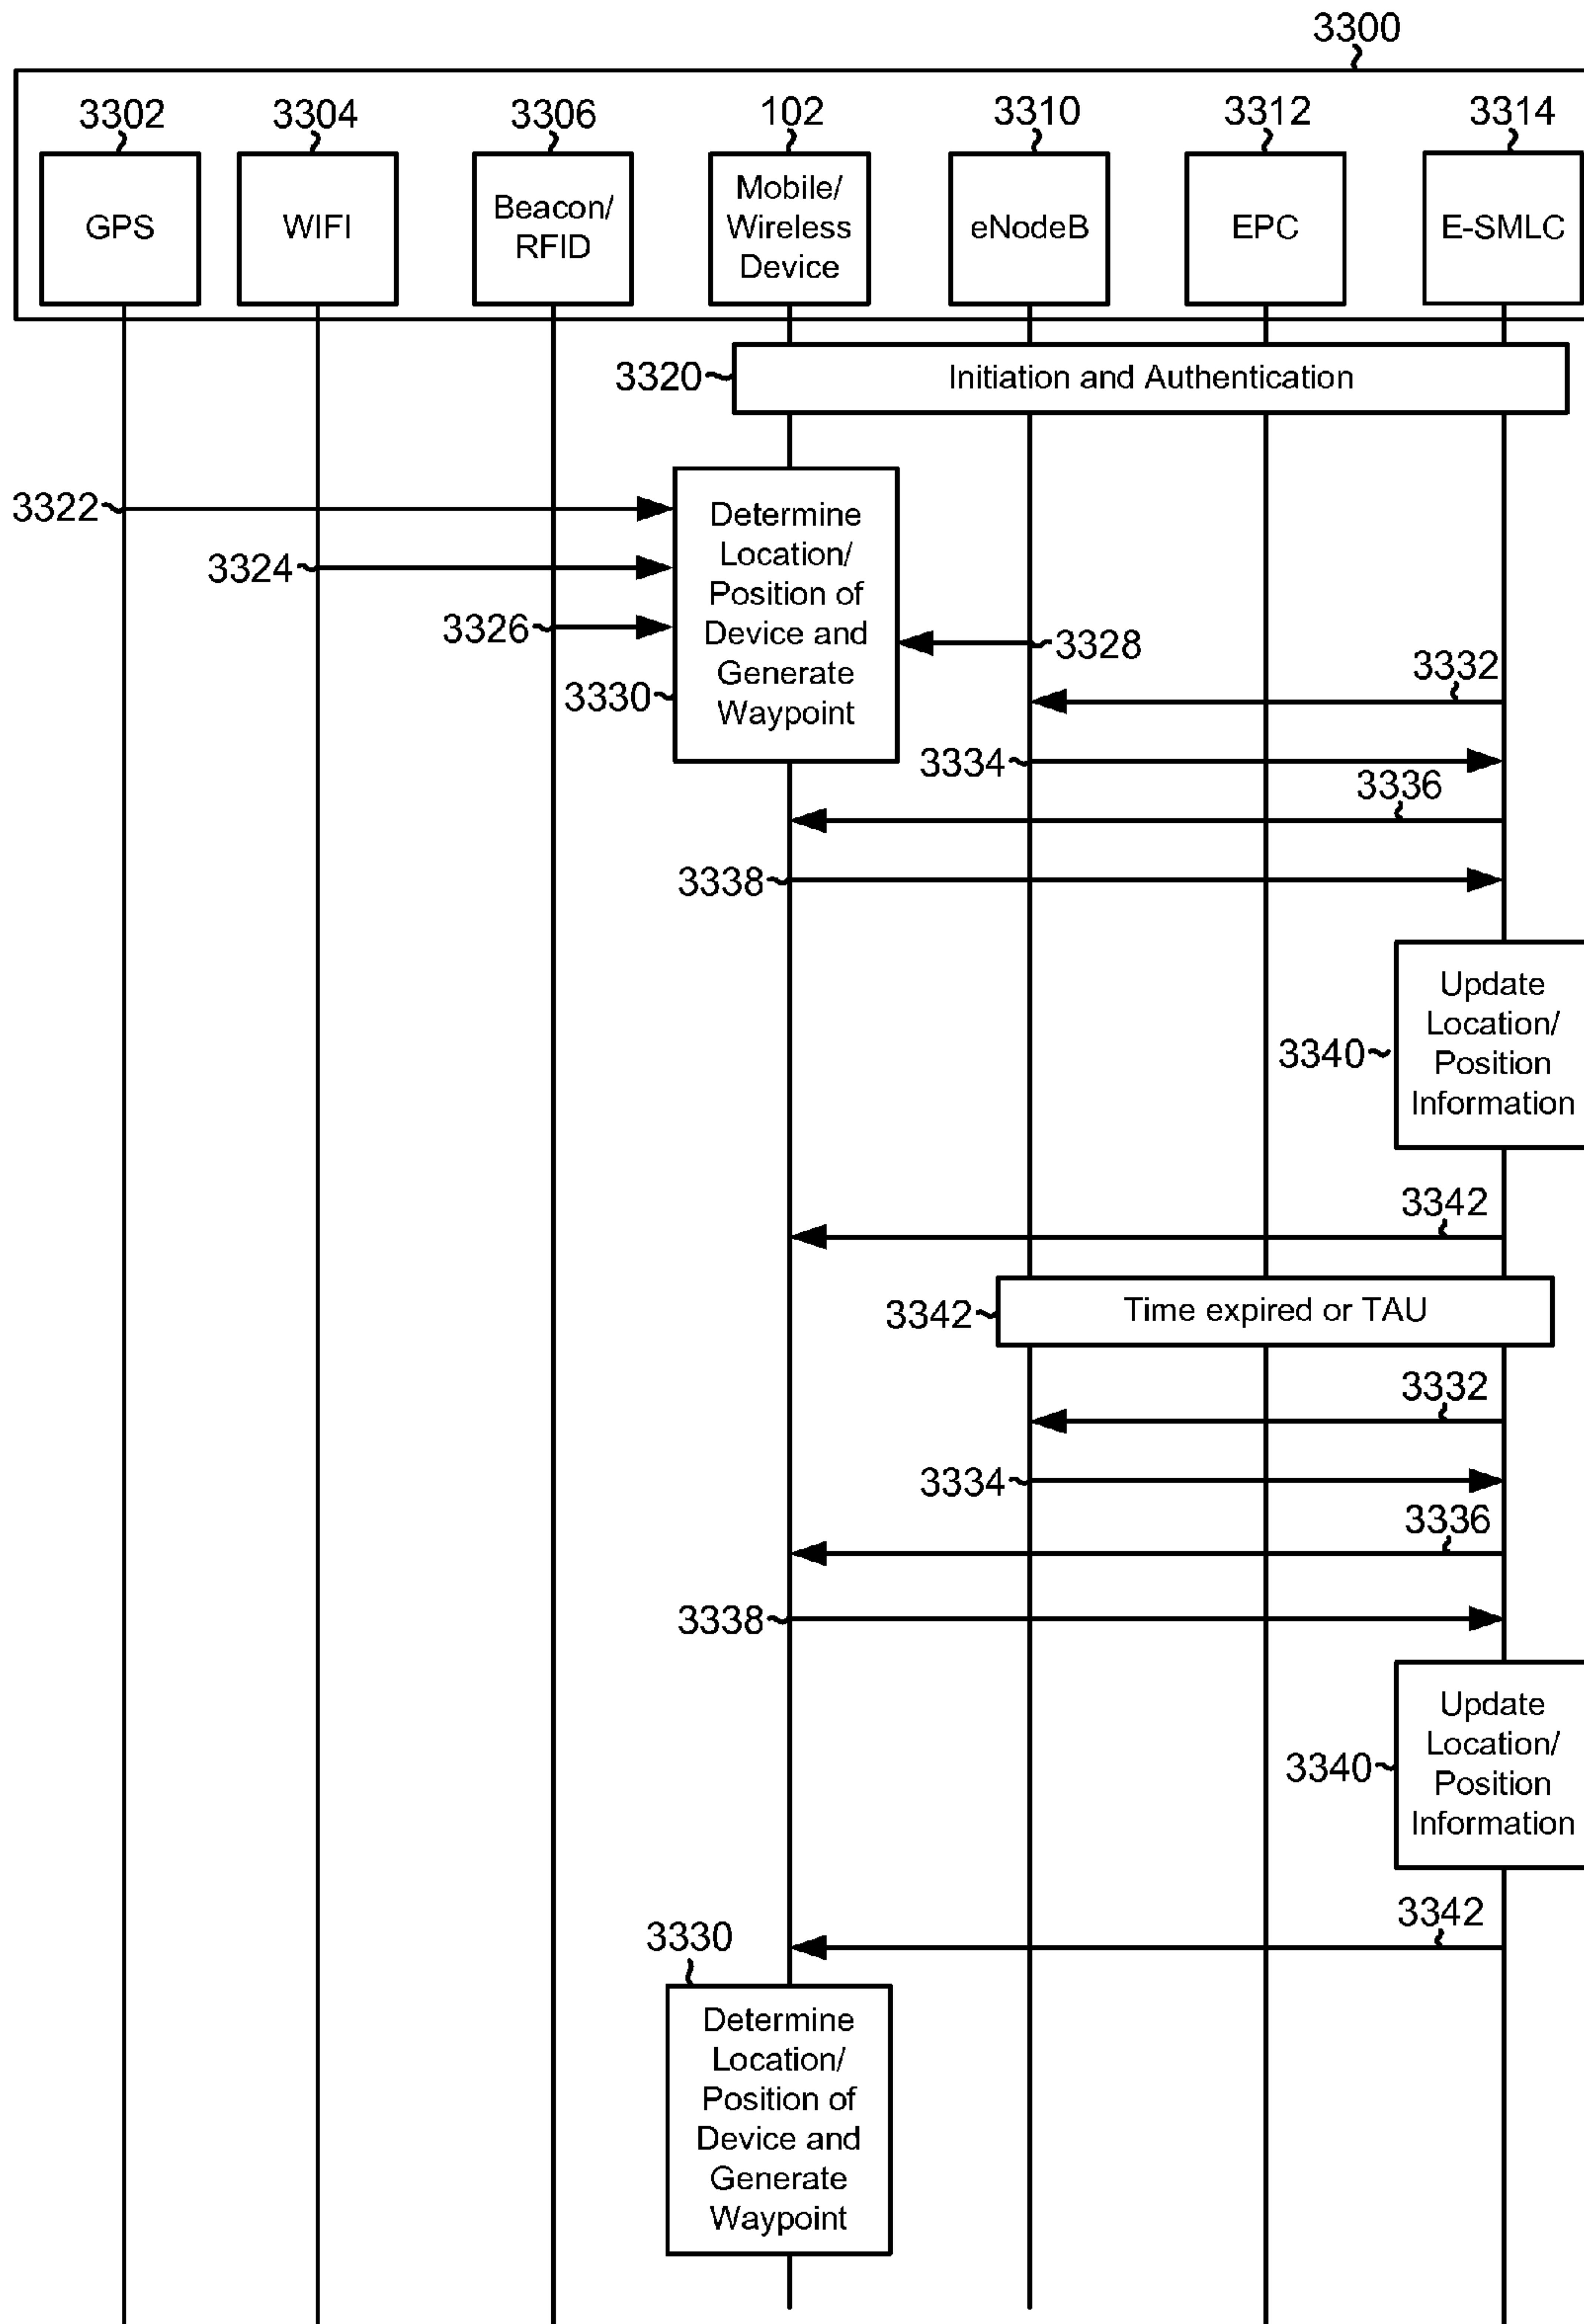 3300
3302 3304 3306 102 3310 3312 3314
GPS
WIFI
Beacon/
RFID
Mobile/
Wireless
Device
eNodeB
EPC
E-SMLC
3320
Initiation and Authentication
3322
3324
3326
3330
Determine
Location/
Position of
Device and
Generate
Waypoint
3328
3332
3334
3336
3338
3340
Update
Location/
Position
Information
3342
3342
Time expired or TAU
3332
3334
3336
3338
3340
Update
Location/
Position
Information
3342
3330
Determine
Location/
Position of
Device and
Generate
Waypoint